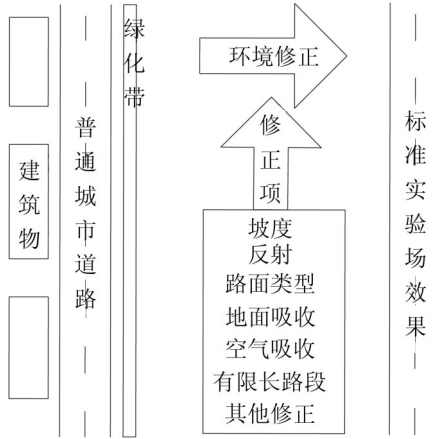 建筑物
普通城市道路
绿化带
环境修正
修正项
坡度
反射
路面类型
地面吸收
空气吸收
有限长路段
其他修正
标准实验场效果